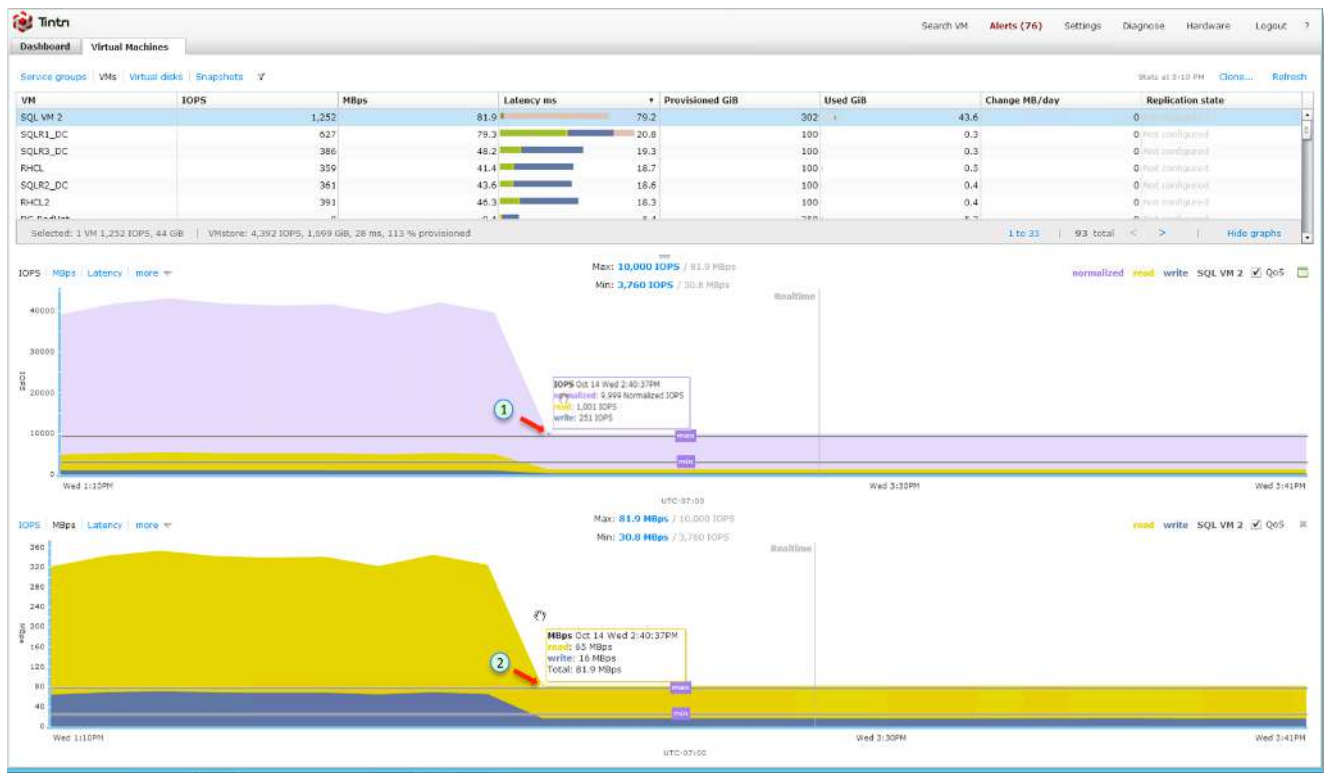 Tintri
Search VM Alerts (76) Settings Diagnose Hardware Logout ?
Dashboard Virtual Machines
Service groups VMs Virtual disks Snapshots
Stats at 3:10 PM Clone... Refresh
VM IOPS MBps Latency ms Provisioned GiB Used GiB Change MB/day Replication state
SQL VM 2 1,252 81.9 79.2 302 43.6 0 Not configured
SQLR1_DC 627 79.3 20.8 100 0.3 0 Not configured
SQLR3_DC 386 48.2 19.3 100 0.3 0 Not configured
RHCL 359 41.4 18.7 100 0.5 0 Not configured
SQLR2_DC 361 43.6 18.6 100 0.4 0 Not configured
RHCL2 391 46.3 18.3 100 0.4 0 Not configured
Selected: 1 VM 1,252 IOPS, 44 GiB | VMstore: 4,392 IOPS, 1,699 GiB, 28 ms, 113 % provisioned
1 to 33 | 93 total < > | Hide graphs
IOPS MBps Latency more
Max: 10,000 IOPS / 81.9 MBps
Min: 3,760 IOPS / 30.8 MBps
normalized read write SQL VM 2 QoS
Realtime
40000
30000
IOPS
20000
10000
0
IOPS Oct 14 Wed 2:40:37PM
normalized: 9,999 Normalized IOPS
read: 1,001 IOPS
write: 251 IOPS
1
max
min
Wed 1:10PM Wed 3:30PM Wed 3:41PM
UTC-07:00
IOPS MBps Latency more
Max: 81.9 MBps / 10,000 IOPS
Min: 30.8 MBps / 3,760 IOPS
read write SQL VM 2 QoS
Realtime
360
320
280
240
MBps
200
160
120
80
40
0
MBps Oct 14 Wed 2:40:37PM
read: 65 MBps
write: 16 MBps
Total: 81.9 MBps
2
max
min
Wed 1:10PM Wed 3:30PM Wed 3:41PM
UTC-07:00